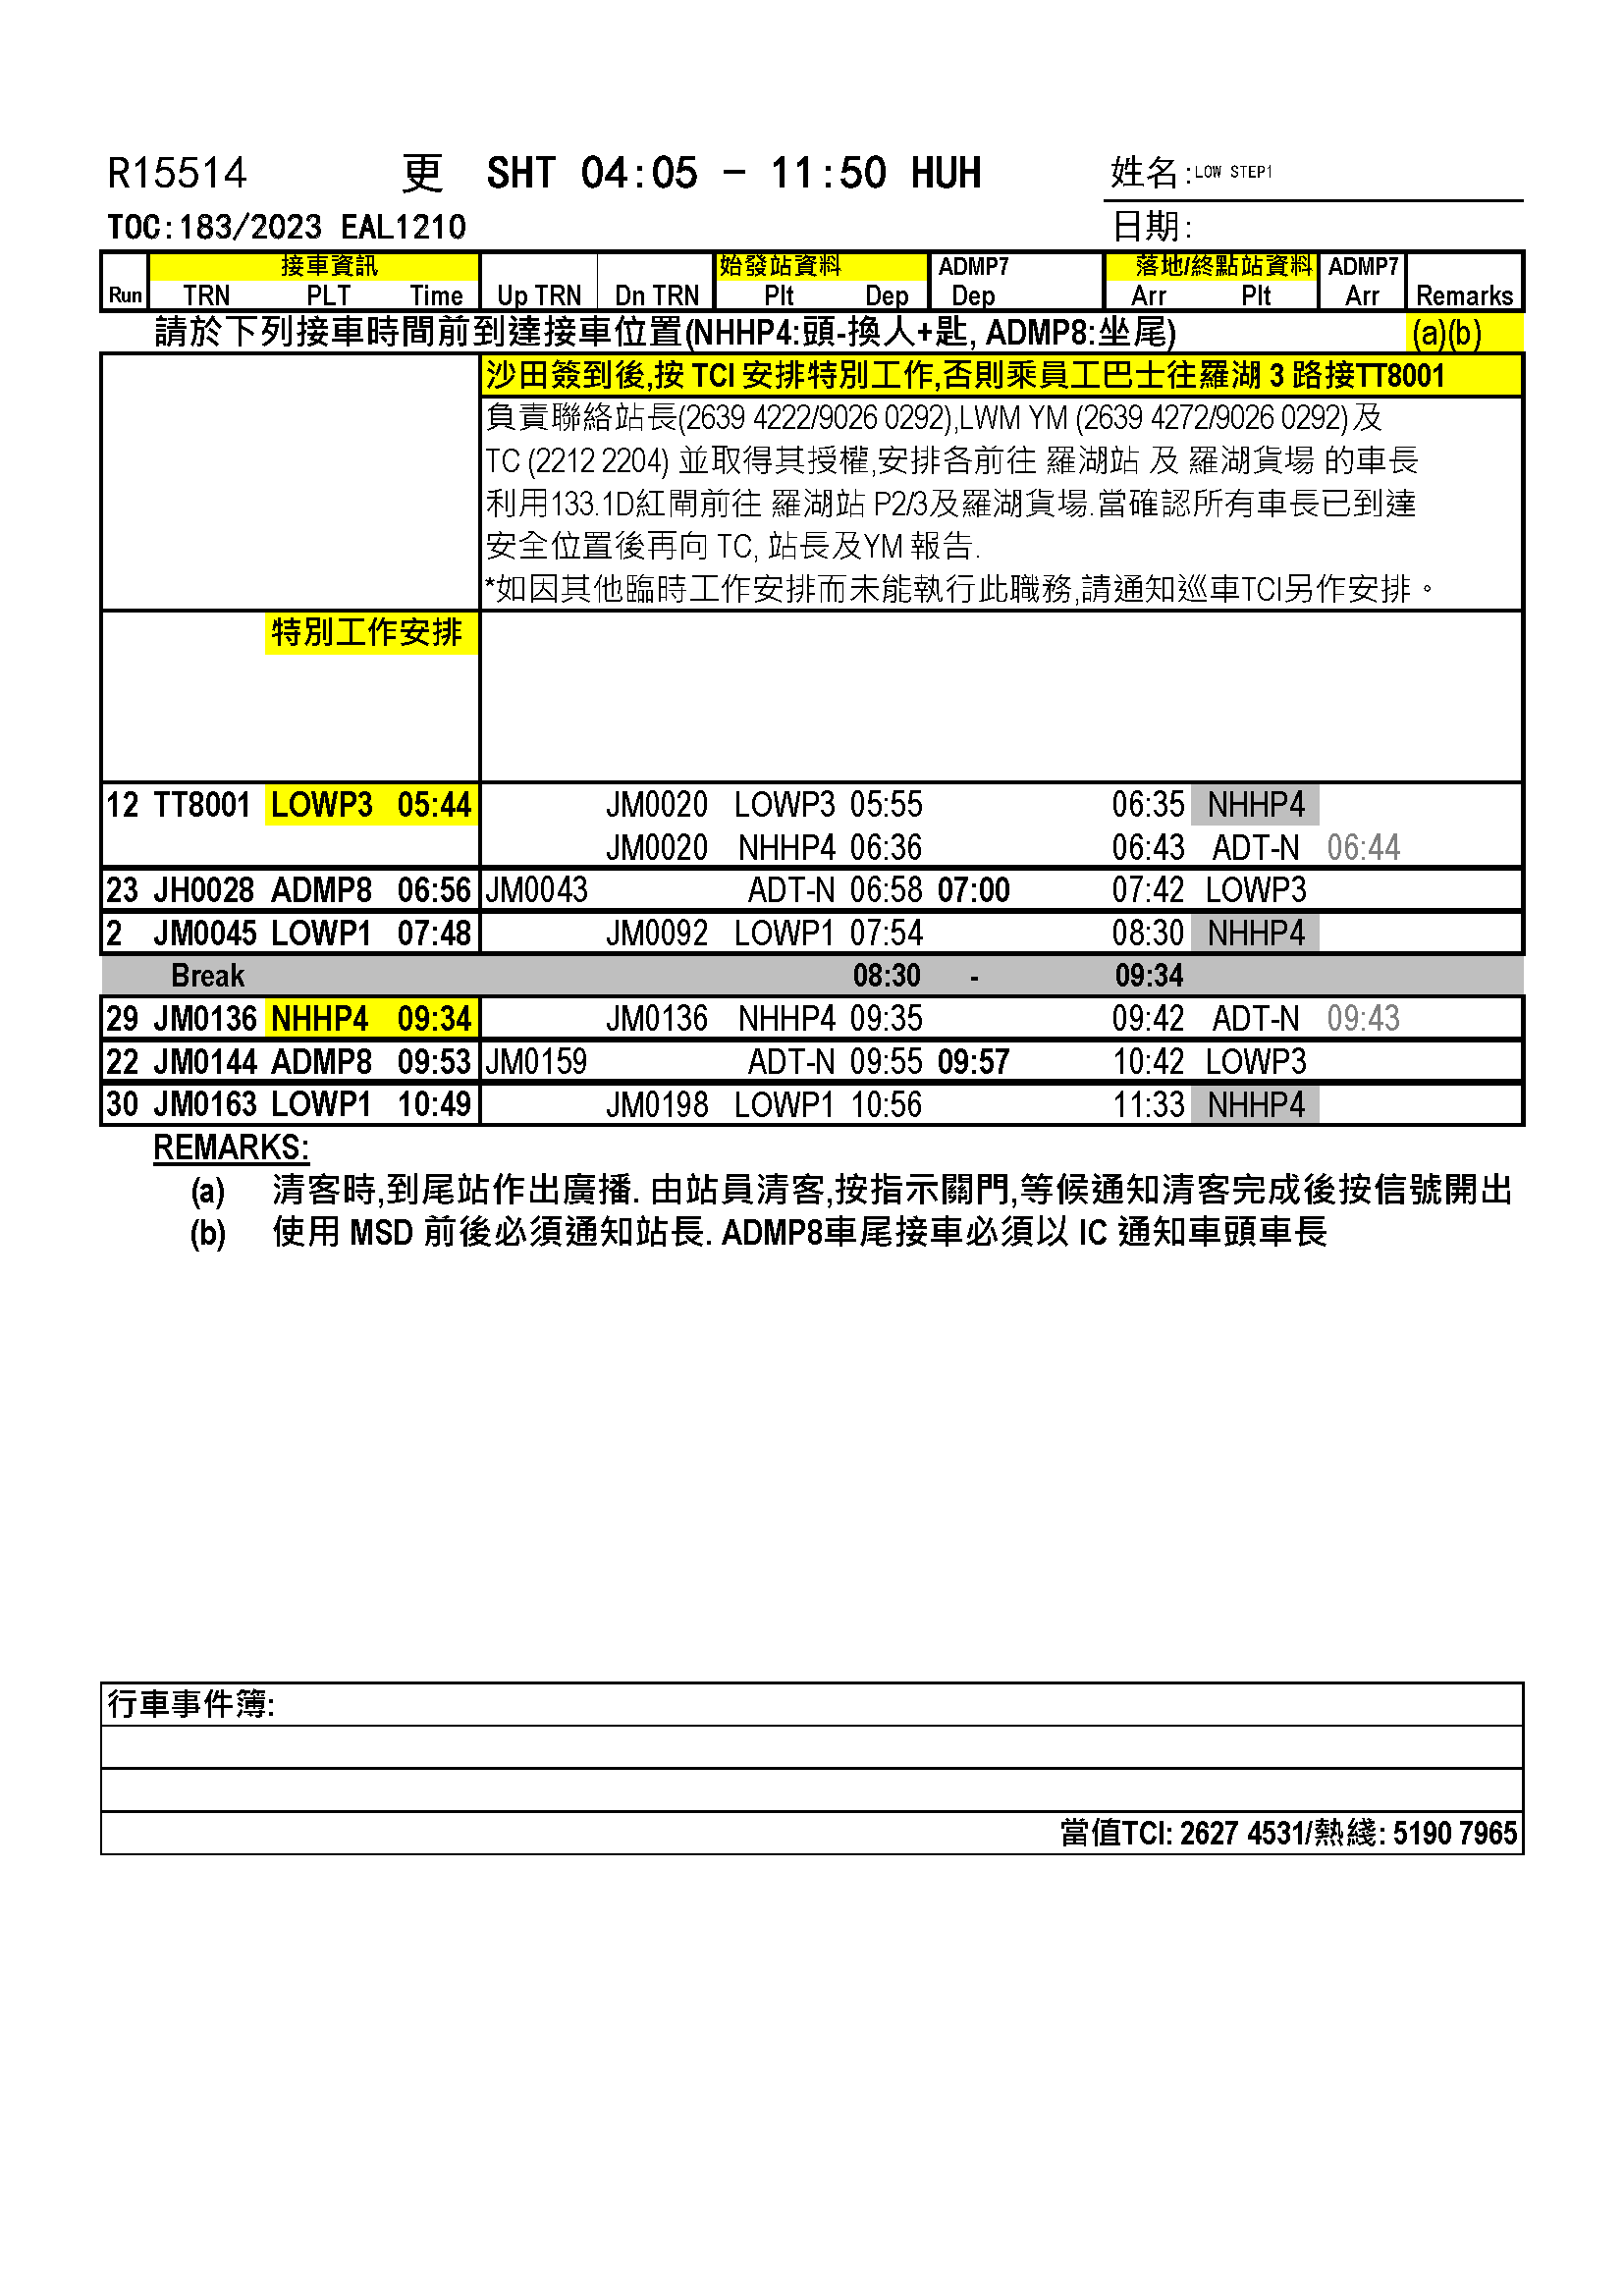 R15514 更 SHT 04:05 - 11:50 HUH 姓名:LOW STEP1
TOC:183/2023 EAL1210 日期:
接車資訊 始發站資料 ADMP7 落地/終點站資料 ADMP7
Run TRN PLT Time Up TRN Dn TRN Plt Dep Dep Arr Plt Arr Remarks
請於下列接車時間前到達接車位置(NHHP4:頭-換人+匙, ADMP8:坐尾) (a)(b)
沙田簽到後,按 TCI 安排特別工作,否則乘員工巴士往羅湖 3 路接TT8001
負責聯絡站長(2639 4222/9026 0292),LWM YM (2639 4272/9026 0292) 及
TC (2212 2204) 並取得其授權,安排各前往 羅湖站 及 羅湖貨場 的車長
利用133.1D紅閘前往 羅湖站 P2/3及羅湖貨場.當確認所有車長已到達
安全位置後再向 TC, 站長及YM 報告.
*如因其他臨時工作安排而未能執行此職務,請通知巡車TCI另作安排。
特別工作安排
12 TT8001 LOWP3 05:44 JM0020 LOWP3 05:55 06:35 NHHP4
JM0020 NHHP4 06:36 06:43 ADT-N 06:44
23 JH0028 ADMP8 06:56 JM0043 ADT-N 06:58 07:00 07:42 LOWP3
2 JM0045 LOWP1 07:48 JM0092 LOWP1 07:54 08:30 NHHP4
Break 08:30 - 09:34
29 JM0136 NHHP4 09:34 JM0136 NHHP4 09:35 09:42 ADT-N 09:43
22 JM0144 ADMP8 09:53 JM0159 ADT-N 09:55 09:57 10:42 LOWP3
30 JM0163 LOWP1 10:49 JM0198 LOWP1 10:56 11:33 NHHP4
REMARKS:
(a) 清客時,到尾站作出廣播. 由站員清客,按指示關門,等候通知清客完成後按信號開出
(b) 使用 MSD 前後必須通知站長. ADMP8車尾接車必須以 IC 通知車頭車長
行車事件簿:
當值TCI: 2627 4531/熱綫: 5190 7965